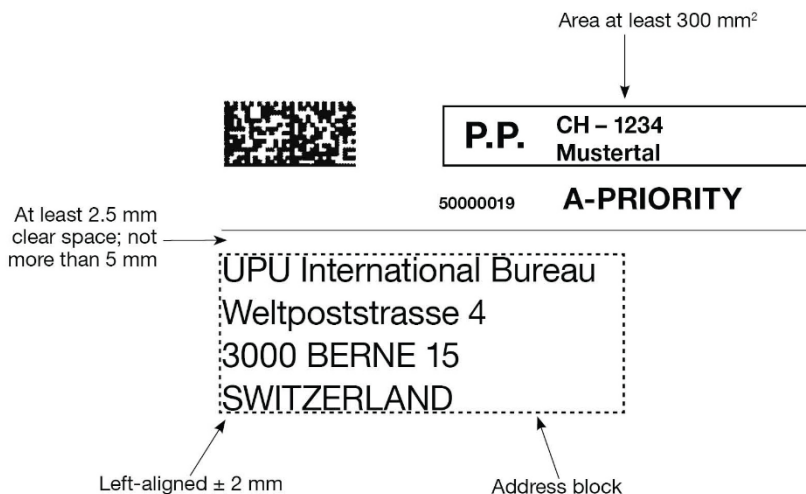 Area at least 300 mm²
P.P. CH – 1234
Mustertal
50000019 A-PRIORITY
At least 2.5 mm
clear space; not
more than 5 mm
UPU International Bureau
Weltpoststrasse 4
3000 BERNE 15
SWITZERLAND
Left-aligned ± 2 mm
Address block